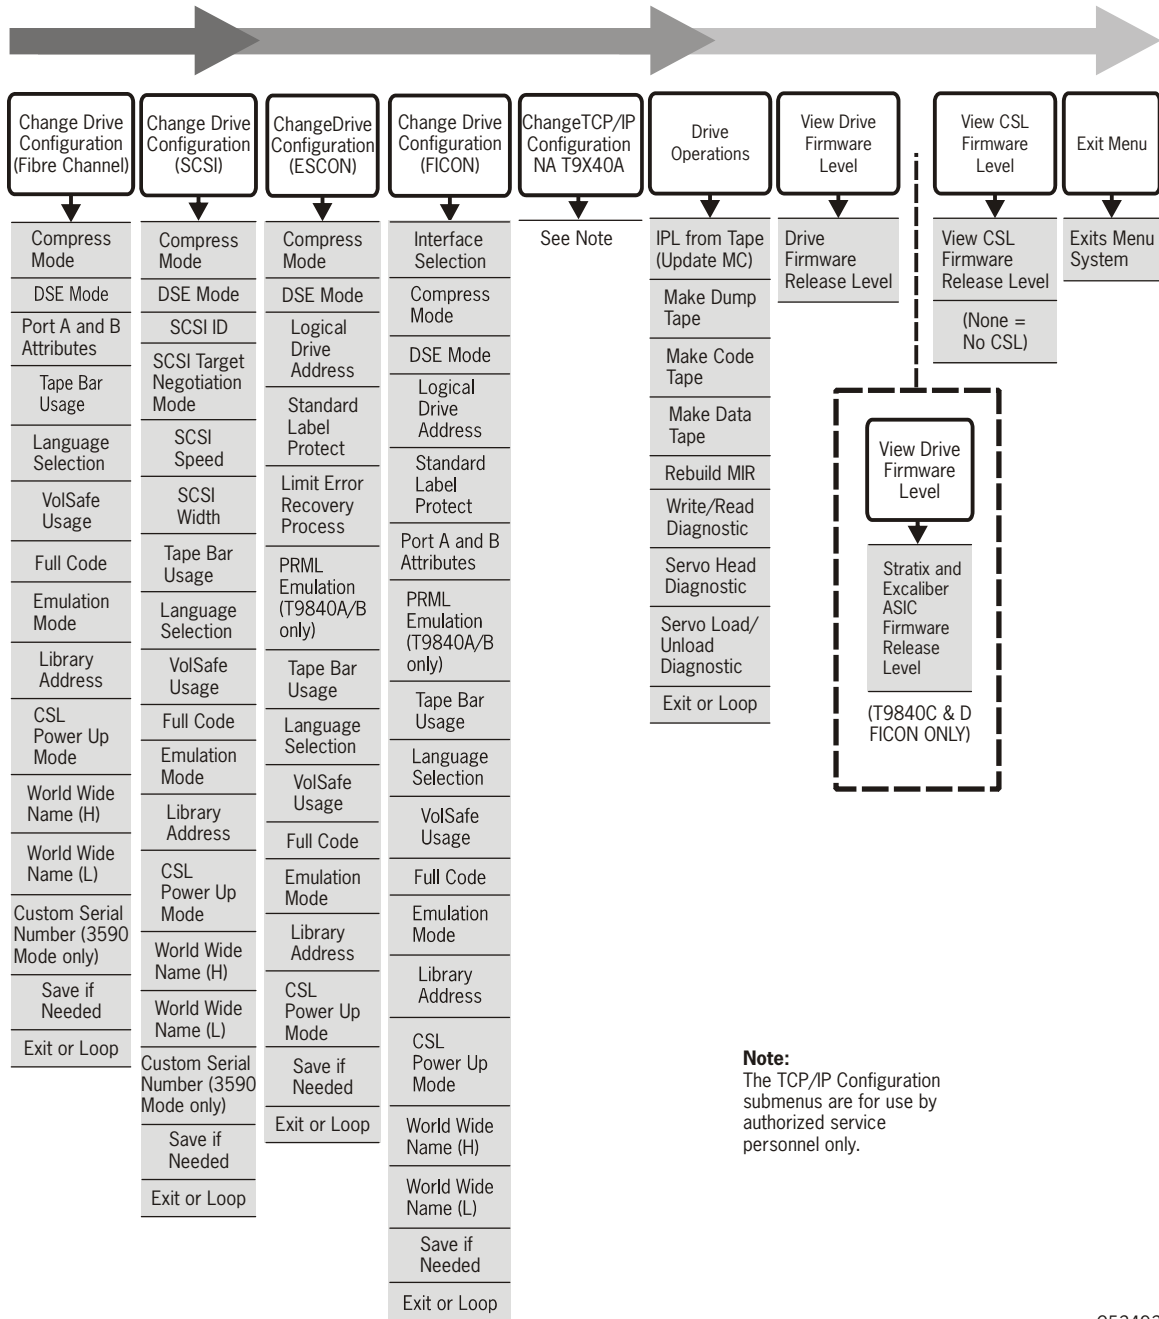 Change Drive
Configuration
(Fibre Channel)
Compress
Mode
DSE Mode
Port A and B
Attributes
Tape Bar
Usage
Language
Selection
VolSafe
Usage
Full Code
Emulation
Mode
Library
Address
CSL
Power Up
Mode
World Wide
Name (H)
World Wide
Name (L)
Custom Serial
Number (3590
Mode only)
Save if
Needed
Exit or Loop
Change Drive
Configuration
(SCSI)
Compress
Mode
DSE Mode
SCSI ID
SCSI Target
Negotiation
Mode
SCSI
Speed
SCSI
Width
Tape Bar
Usage
Language
Selection
VolSafe
Usage
Full Code
Emulation
Mode
Library
Address
CSL
Power Up
Mode
World Wide
Name (H)
World Wide
Name (L)
Custom Serial
Number (3590
Mode only)
Save if
Needed
Exit or Loop
ChangeDrive
Configuration
(ESCON)
Compress
Mode
DSE Mode
Logical
Drive
Address
Standard
Label
Protect
Limit Error
Recovery
Process
PRML
Emulation
(T9840A/B
only)
Tape Bar
Usage
Language
Selection
VolSafe
Usage
Full Code
Emulation
Mode
Library
Address
CSL
Power Up
Mode
Save if
Needed
Exit or Loop
Change Drive
Configuration
(FICON)
Interface
Selection
Compress
Mode
DSE Mode
Logical
Drive
Address
Standard
Label
Protect
Port A and B
Attributes
PRML
Emulation
(T9840A/B
only)
Tape Bar
Usage
Language
Selection
VolSafe
Usage
Full Code
Emulation
Mode
Library
Address
CSL
Power Up
Mode
World Wide
Name (H)
World Wide
Name (L)
Save if
Needed
Exit or Loop
ChangeTCP/IP
Configuration
NA T9X40A
See Note
Drive
Operations
IPL from Tape
(Update MC)
Make Dump
Tape
Make Code
Tape
Make Data
Tape
Rebuild MIR
Write/Read
Diagnostic
Servo Head
Diagnostic
Servo Load/
Unload
Diagnostic
Exit or Loop
View Drive
Firmware
Level
Drive
Firmware
Release Level
View Drive
Firmware
Level
Stratix and
Excaliber
ASIC
Firmware
Release
Level
(T9840C & D
FICON ONLY)
View CSL
Firmware
Level
View CSL
Firmware
Release Level
(None =
No CSL)
Exit Menu
Exits Menu
System
Note:
The TCP/IP Configuration
submenus are for use by
authorized service
personnel only.